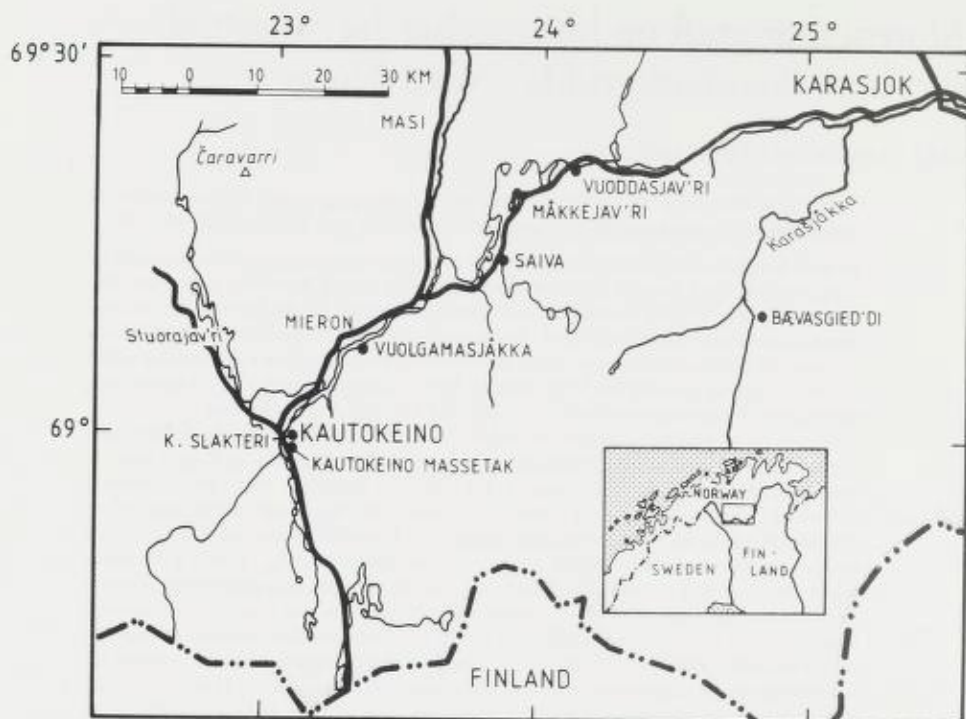 23° 24° 25°
69°30'
10 0 10 20 30 KM
KARASJOK
MASI
Čaravarri
VUODDASJAV'RI
MÅKKEJAV'RI
Karasjåkka
SAIVA
BÆVASGIED'DI
MIERON
Stuorajav'ri
VUOLGAMASJÅKKA
69°
K. SLAKTERI
KAUTOKEINO
KAUTOKEINO MASSETAK
NORWAY
SWEDEN
FIN-
LAND
FINLAND